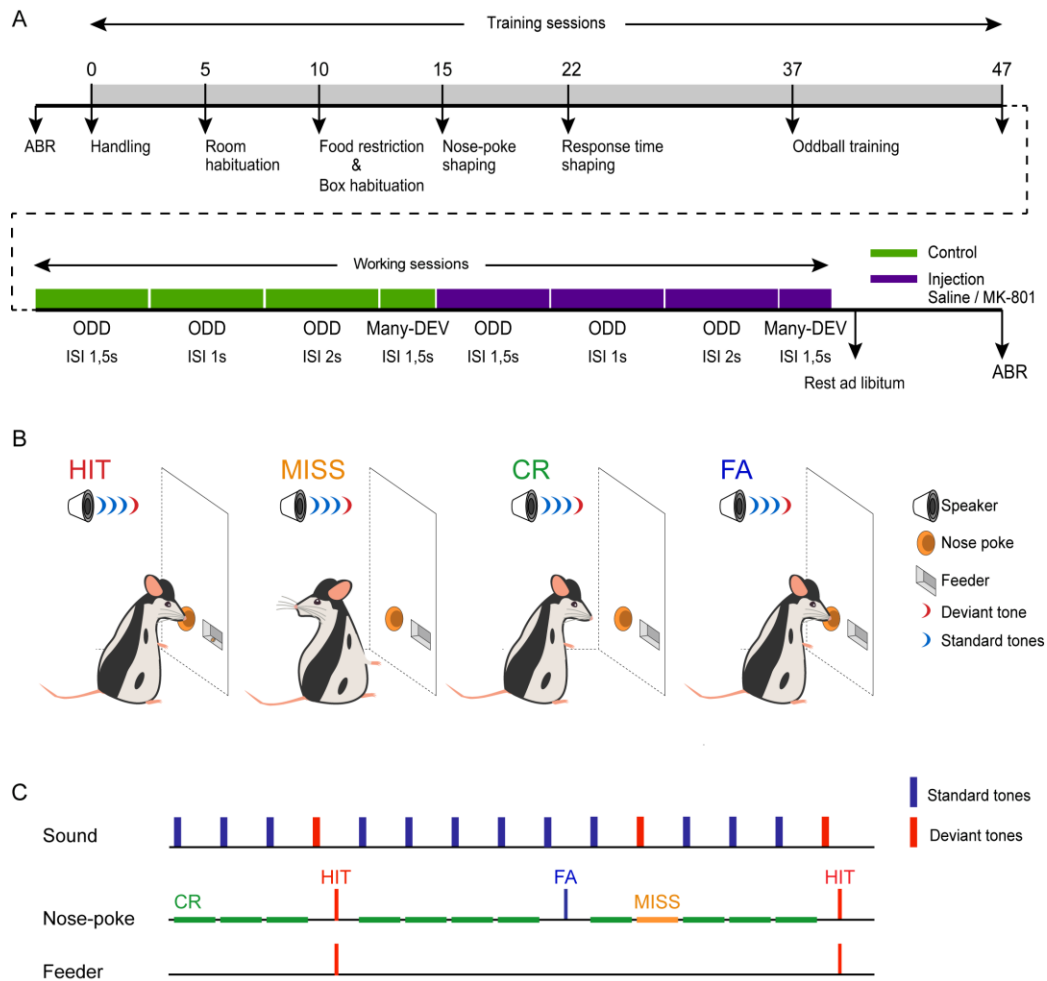 A
Training sessions
0 5 10 15 22 37 47
ABR
Handling
Room
habituation
Food restriction
&
Box habituation
Nose-poke
shaping
Response time
shaping
Oddball training
Working sessions
Control
Injection
Saline / MK-801
ODD ODD ODD Many-DEV ODD ODD ODD Many-DEV
ISI 1,5s ISI 1s ISI 2s ISI 1,5s ISI 1,5s ISI 1s ISI 2s ISI 1,5s
Rest ad libitum
ABR
B
HIT MISS CR FA
Speaker
Nose poke
Feeder
Deviant tone
Standard tones
C
Standard tones
Deviant tones
Sound
HIT FA HIT
CR MISS
Nose-poke
Feeder